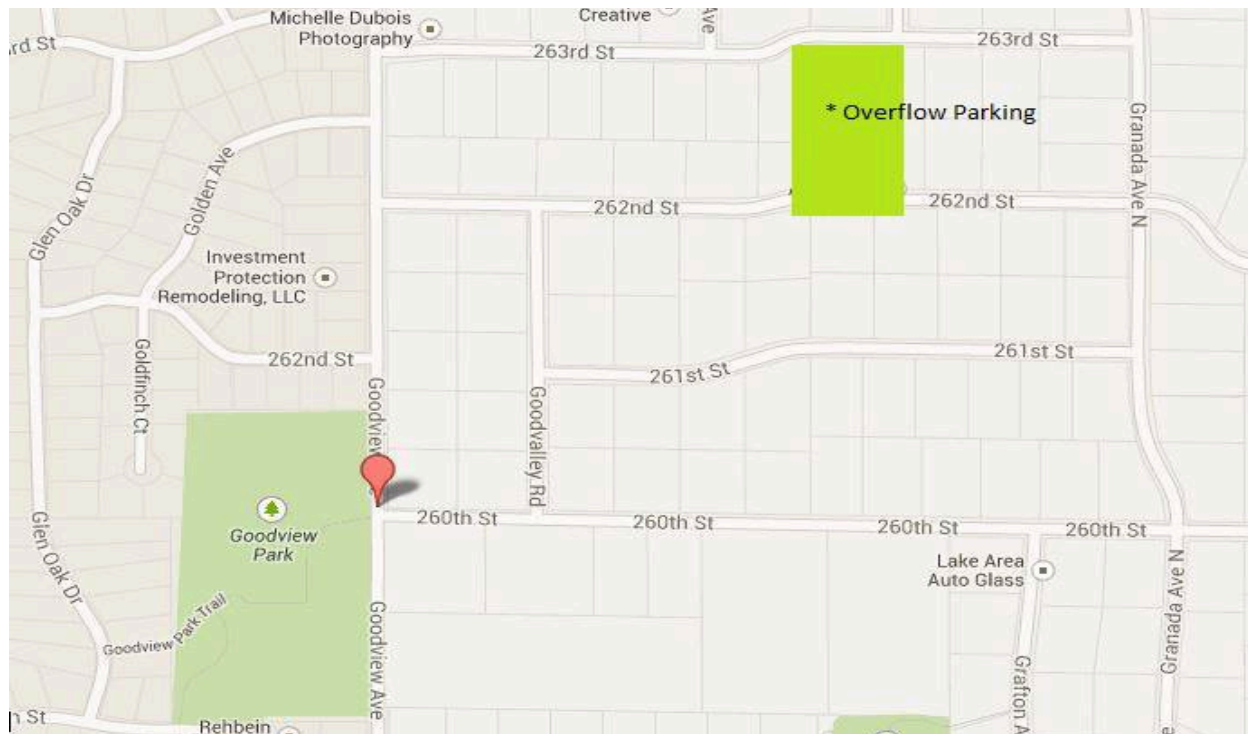 Michelle Dubois
Photography
Creative
Ave
rd St
263rd St
263rd St
* Overflow Parking
Granada Ave N
Golden Ave
Glen Oak Dr
262nd St
262nd St
Investment
Protection
Remodeling, LLC
262nd St
Goldfinch Ct
261st St
261st St
Goodview
Goodvalley Rd
260th St
260th St
260th St
260th St
Goodview
Park
Glen Oak Dr
Lake Area
Auto Glass
Goodview Park Trail
Goodview Ave
Granada Ave N
Grafton A
h St
Rehbein